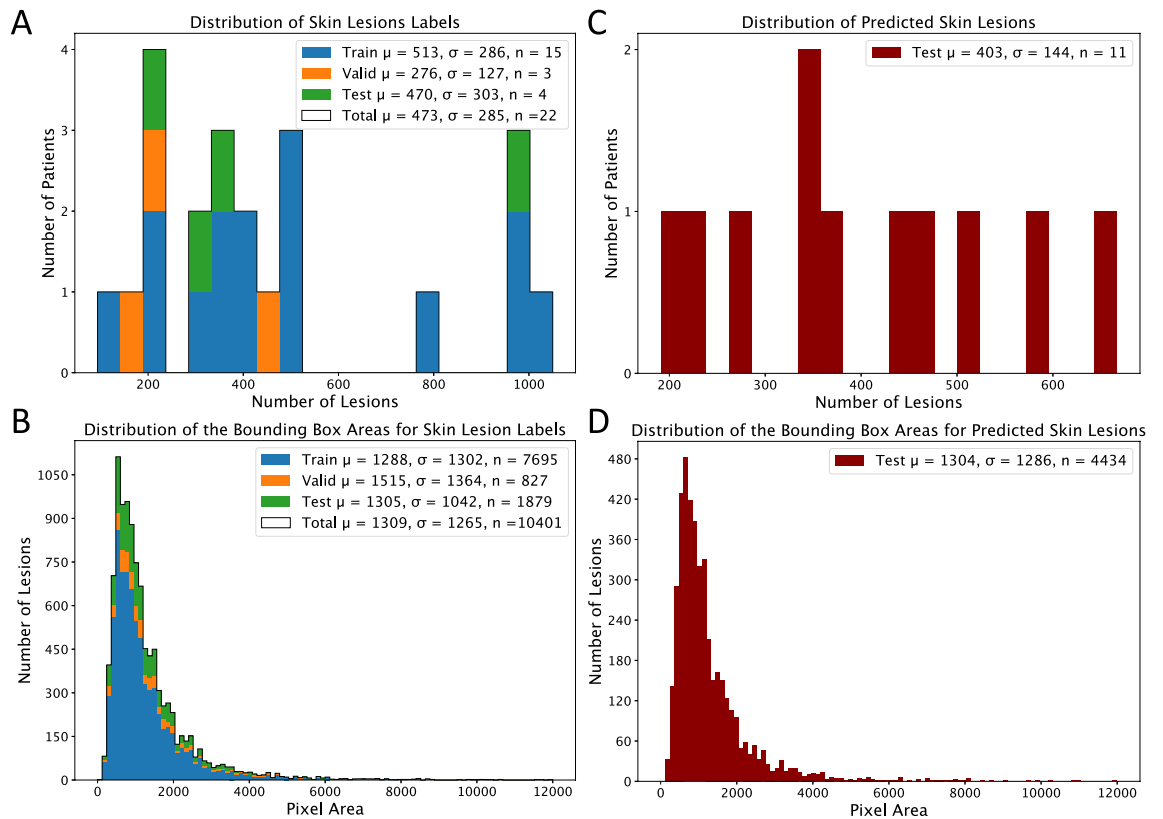 A
Distribution of Skin Lesions Labels
Train μ = 513, σ = 286, n = 15
Valid μ = 276, σ = 127, n = 3
Test μ = 470, σ = 303, n = 4
Total μ = 473, σ = 285, n =22
Number of Patients
4
3
2
1
0
200
400
600
800
1000
Number of Lesions
C
Distribution of Predicted Skin Lesions
Test μ = 403, σ = 144, n = 11
Number of Patients
2
1
0
200
300
400
500
600
Number of Lesions
B
Distribution of the Bounding Box Areas for Skin Lesion Labels
Train μ = 1288, σ = 1302, n = 7695
Valid μ = 1515, σ = 1364, n = 827
Test μ = 1305, σ = 1042, n = 1879
Total μ = 1309, σ = 1265, n =10401
Number of Lesions
1050
900
750
600
450
300
150
0
0
2000
4000
6000
8000
10000
12000
Pixel Area
D
Distribution of the Bounding Box Areas for Predicted Skin Lesions
Test μ = 1304, σ = 1286, n = 4434
Number of Lesions
480
420
360
300
240
180
120
60
0
0
2000
4000
6000
8000
10000
12000
Pixel Area